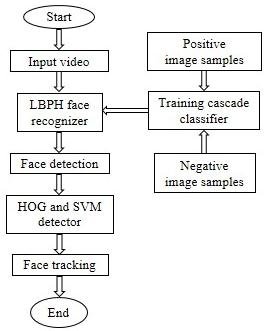 Start
Input video
LBPH face
recognizer
Face detection
HOG and SVM
detector
Face tracking
End
Positive
image samples
Training cascade
classifier
Negative
image samples